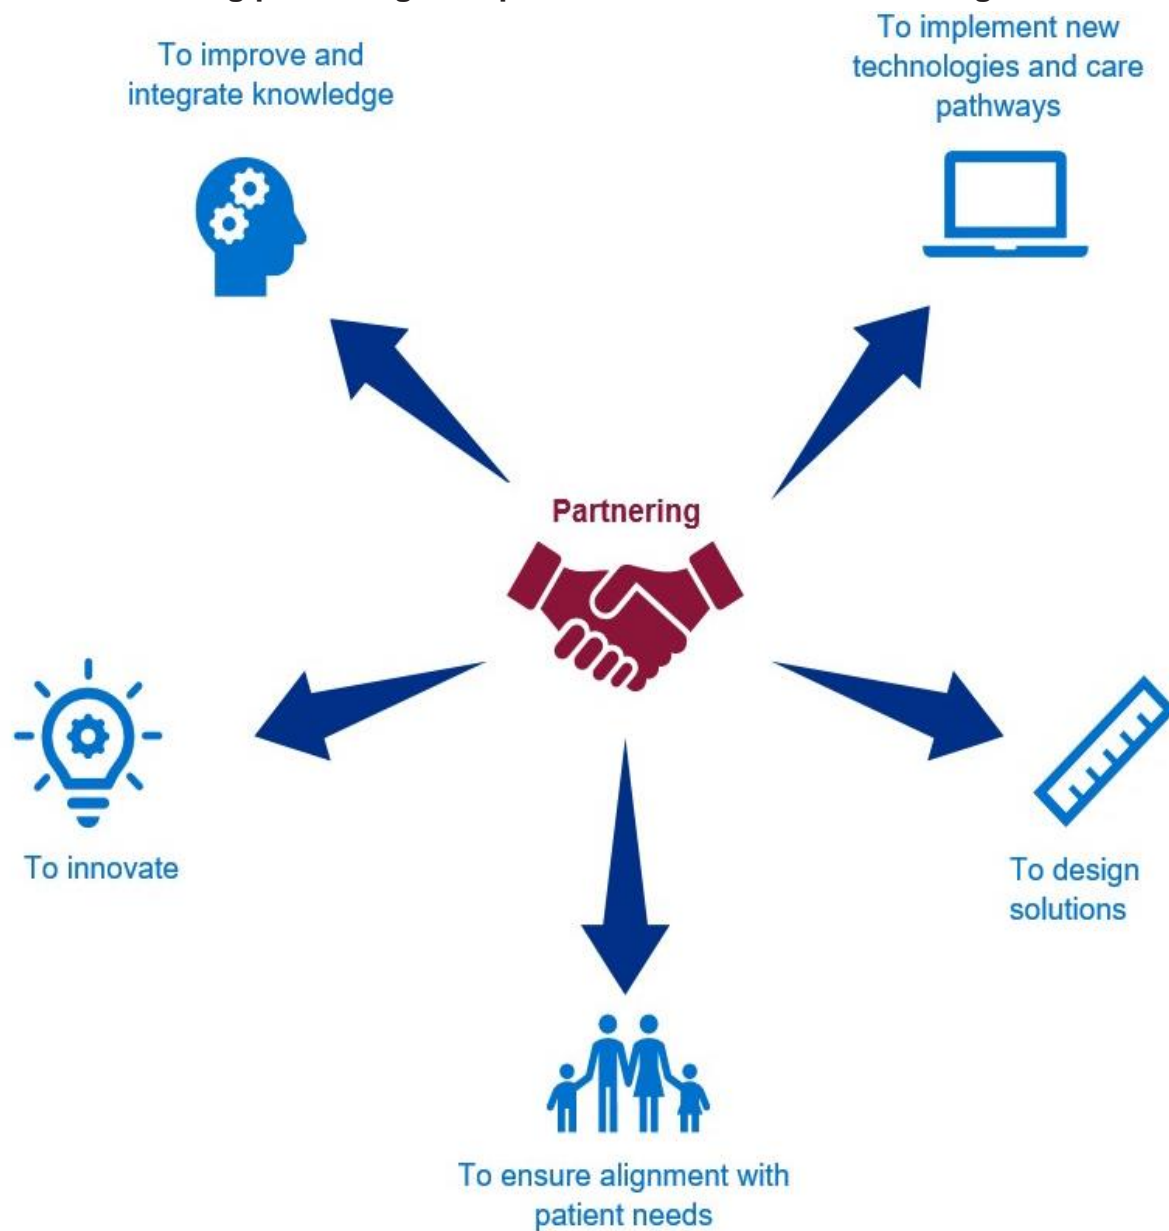 To improve and
integrate knowledge
To implement new
technologies and care
pathways
Partnering
To innovate
To design
solutions
To ensure alignment with
patient needs